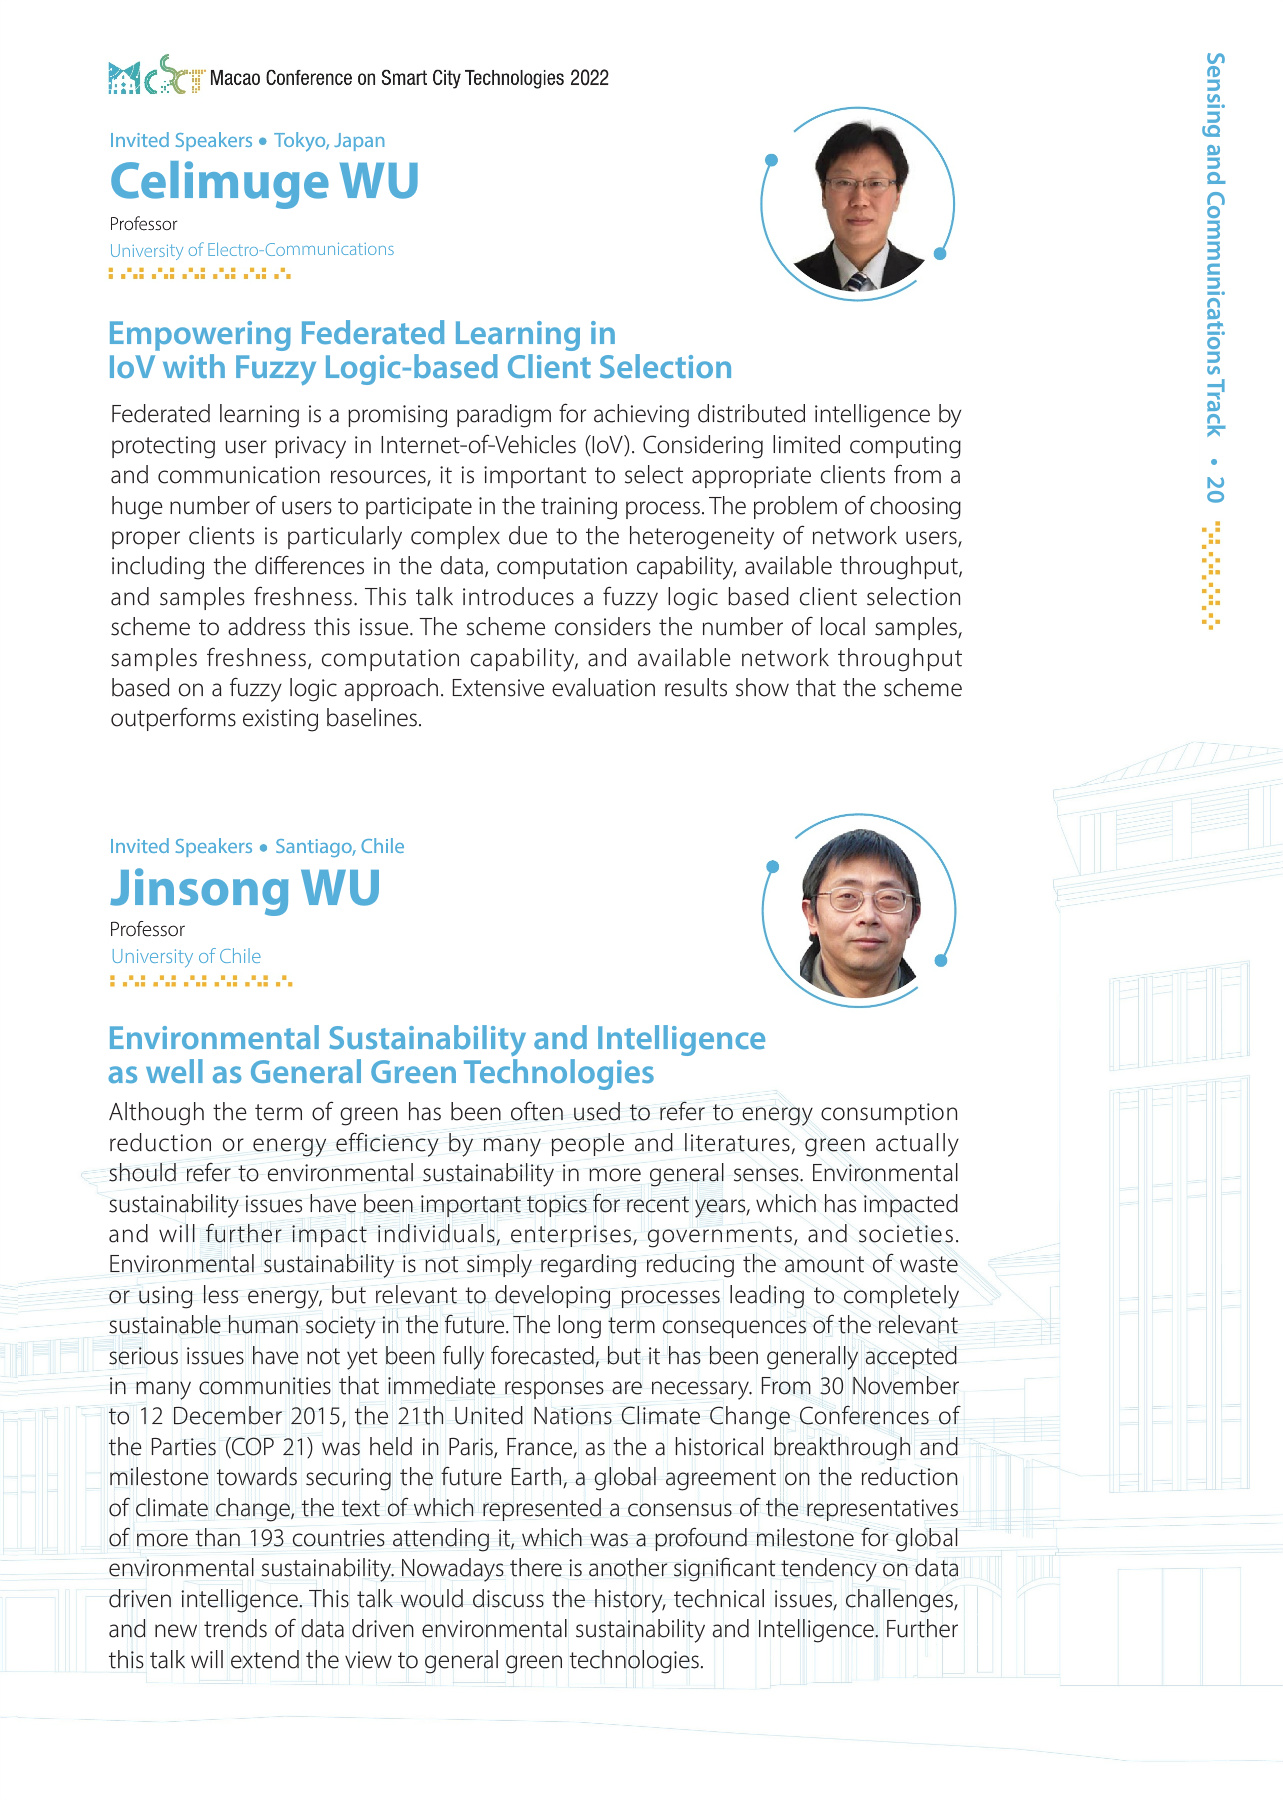 MCSCT Macao Conference on Smart City Technologies 2022
Invited Speakers • Tokyo, Japan
Celimuge WU
Professor
University of Electro-Communications
Empowering Federated Learning in
IoV with Fuzzy Logic-based Client Selection
Federated learning is a promising paradigm for achieving distributed intelligence by
protecting user privacy in Internet-of-Vehicles (IoV). Considering limited computing
and communication resources, it is important to select appropriate clients from a
huge number of users to participate in the training process. The problem of choosing
proper clients is particularly complex due to the heterogeneity of network users,
including the differences in the data, computation capability, available throughput,
and samples freshness. This talk introduces a fuzzy logic based client selection
scheme to address this issue. The scheme considers the number of local samples,
samples freshness, computation capability, and available network throughput
based on a fuzzy logic approach. Extensive evaluation results show that the scheme
outperforms existing baselines.
Invited Speakers • Santiago, Chile
Jinsong WU
Professor
University of Chile
Environmental Sustainability and Intelligence
as well as General Green Technologies
Although the term of green has been often used to refer to energy consumption
reduction or energy efficiency by many people and literatures, green actually
should refer to environmental sustainability in more general senses. Environmental
sustainability issues have been important topics for recent years, which has impacted
and will further impact individuals, enterprises, governments, and societies.
Environmental sustainability is not simply regarding reducing the amount of waste
or using less energy, but relevant to developing processes leading to completely
sustainable human society in the future. The long term consequences of the relevant
serious issues have not yet been fully forecasted, but it has been generally accepted
in many communities that immediate responses are necessary. From 30 November
to 12 December 2015, the 21th United Nations Climate Change Conferences of
the Parties (COP 21) was held in Paris, France, as the a historical breakthrough and
milestone towards securing the future Earth, a global agreement on the reduction
of climate change, the text of which represented a consensus of the representatives
of more than 193 countries attending it, which was a profound milestone for global
environmental sustainability. Nowadays there is another significant tendency on data
driven intelligence. This talk would discuss the history, technical issues, challenges,
and new trends of data driven environmental sustainability and Intelligence. Further
this talk will extend the view to general green technologies.
Sensing and Communications Track • 20